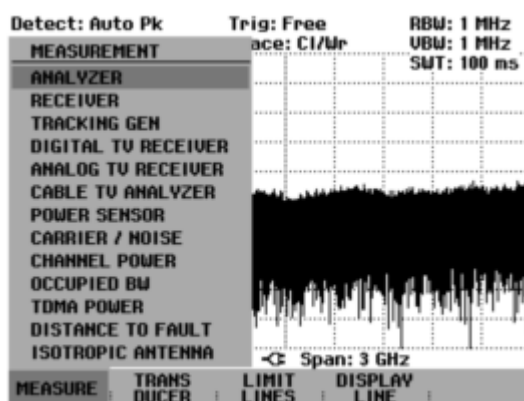 Detect: Auto Pk Trig: Free RBW: 1 MHz
ace: Cl/Wr VBW: 1 MHz
SWT: 100 ms
MEASUREMENT
ANALYZER
RECEIVER
TRACKING GEN
DIGITAL TV RECEIVER
ANALOG TV RECEIVER
CABLE TV ANALYZER
POWER SENSOR
CARRIER / NOISE
CHANNEL POWER
OCCUPIED BW
TDMA POWER
DISTANCE TO FAULT
ISOTROPIC ANTENNA
Span: 3 GHz
MEASURE TRANS DUCER LIMIT LINES DISPLAY LINE